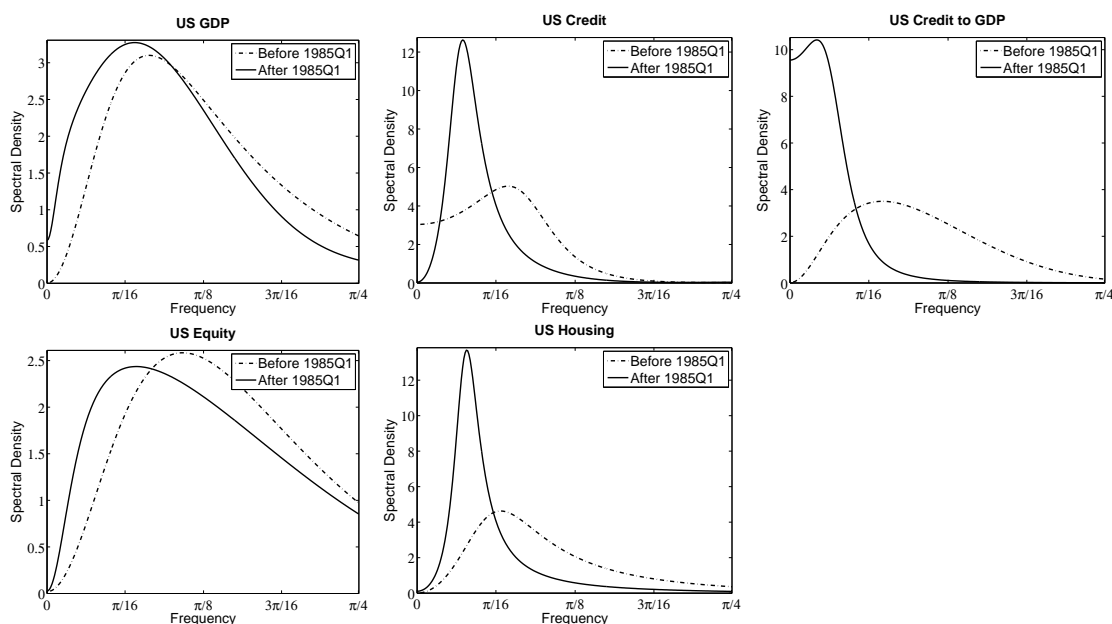 US GDP
Before 1985Q1
After 1985Q1
Spectral Density
3
2.5
2
1.5
1
0.5
0
0
π/16
π/8
3π/16
π/4
Frequency
US Credit
Before 1985Q1
After 1985Q1
Spectral Density
12
10
8
6
4
2
0
0
π/16
π/8
3π/16
π/4
Frequency
US Credit to GDP
Before 1985Q1
After 1985Q1
Spectral Density
10
8
6
4
2
0
0
π/16
π/8
3π/16
π/4
Frequency
US Equity
Before 1985Q1
After 1985Q1
Spectral Density
2.5
2
1.5
1
0.5
0
0
π/16
π/8
3π/16
π/4
Frequency
US Housing
Before 1985Q1
After 1985Q1
Spectral Density
12
10
8
6
4
2
0
0
π/16
π/8
3π/16
π/4
Frequency